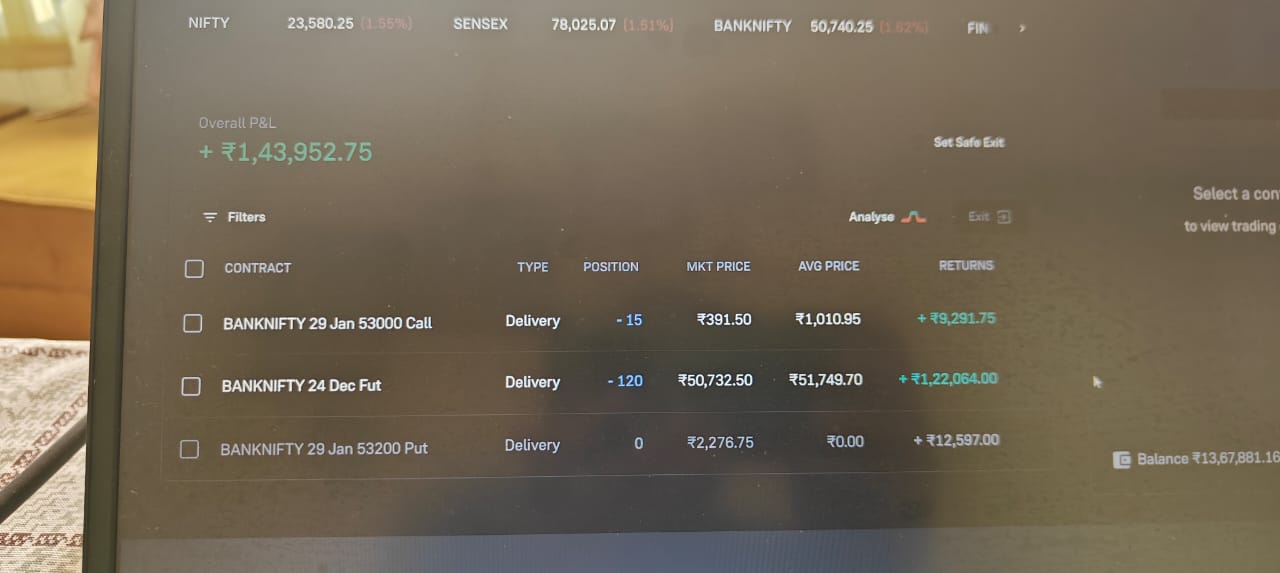 NIFTY 23,580.25 (1.55%) SENSEX 78,025.07 (1.51%) BANKNIFTY 50,740.25 (1.62%) FIN
Overall P&L
+ ₹1,43,952.75
Set Safe Exit
Filters
Analyse
Exit
CONTRACT TYPE POSITION MKT PRICE AVG PRICE RETURNS
BANKNIFTY 29 Jan 53000 Call Delivery - 15 ₹391.50 ₹1,010.95 + ₹9,291.75
BANKNIFTY 24 Dec Fut Delivery - 120 ₹50,732.50 ₹51,749.70 + ₹1,22,064.00
BANKNIFTY 29 Jan 53200 Put Delivery 0 ₹2,276.75 ₹0.00 + ₹12,597.00
Select a con
to view trading
Balance ₹13,67,881.16